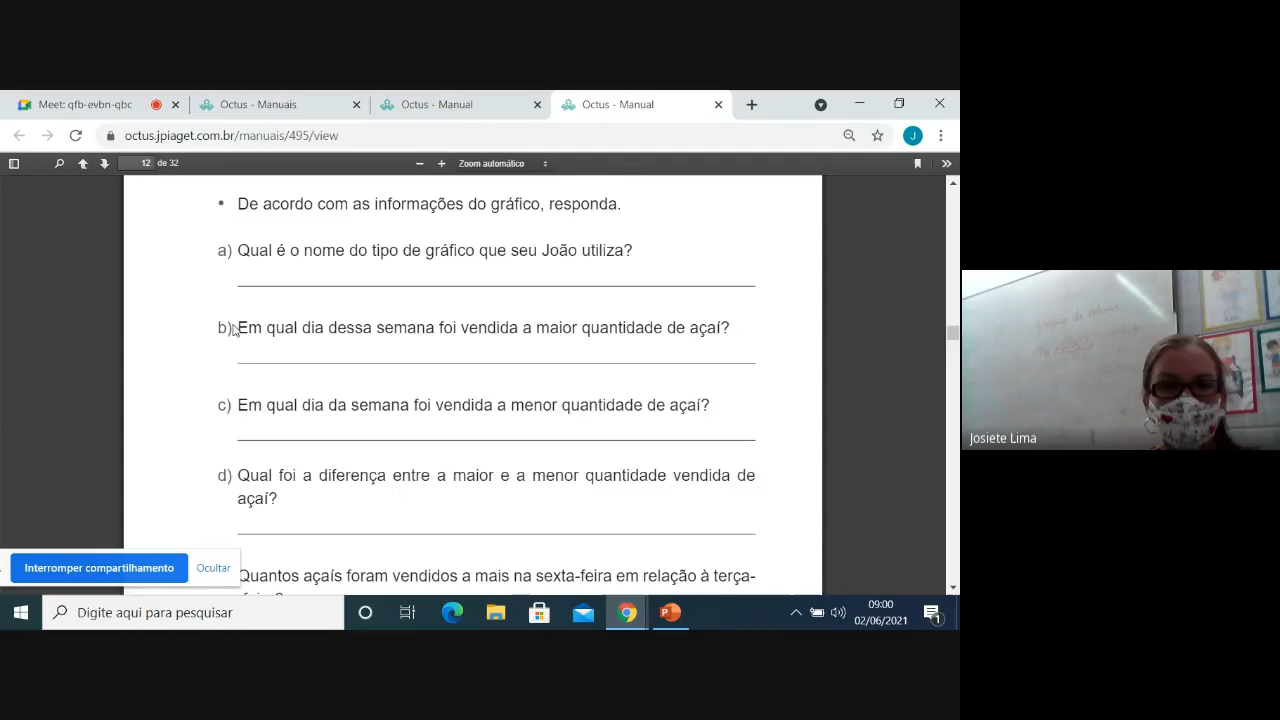 Meet: qfb-evbn-qbc
Octus - Manuais
Octus - Manual
Octus - Manual
octus.jpiaget.com.br/manuais/495/view
J
12 de 32
Zoom automático
• De acordo com as informações do gráfico, responda.
a) Qual é o nome do tipo de gráfico que seu João utiliza?
b) Em qual dia dessa semana foi vendida a maior quantidade de açaí?
c) Em qual dia da semana foi vendida a menor quantidade de açaí?
d) Qual foi a diferença entre a maior e a menor quantidade vendida de
açaí?
Quantos açaís foram vendidos a mais na sexta-feira em relação à terça-
Interromper compartilhamento
Ocultar
Digite aqui para pesquisar
09:00
02/06/2021
1
Josiete Lima